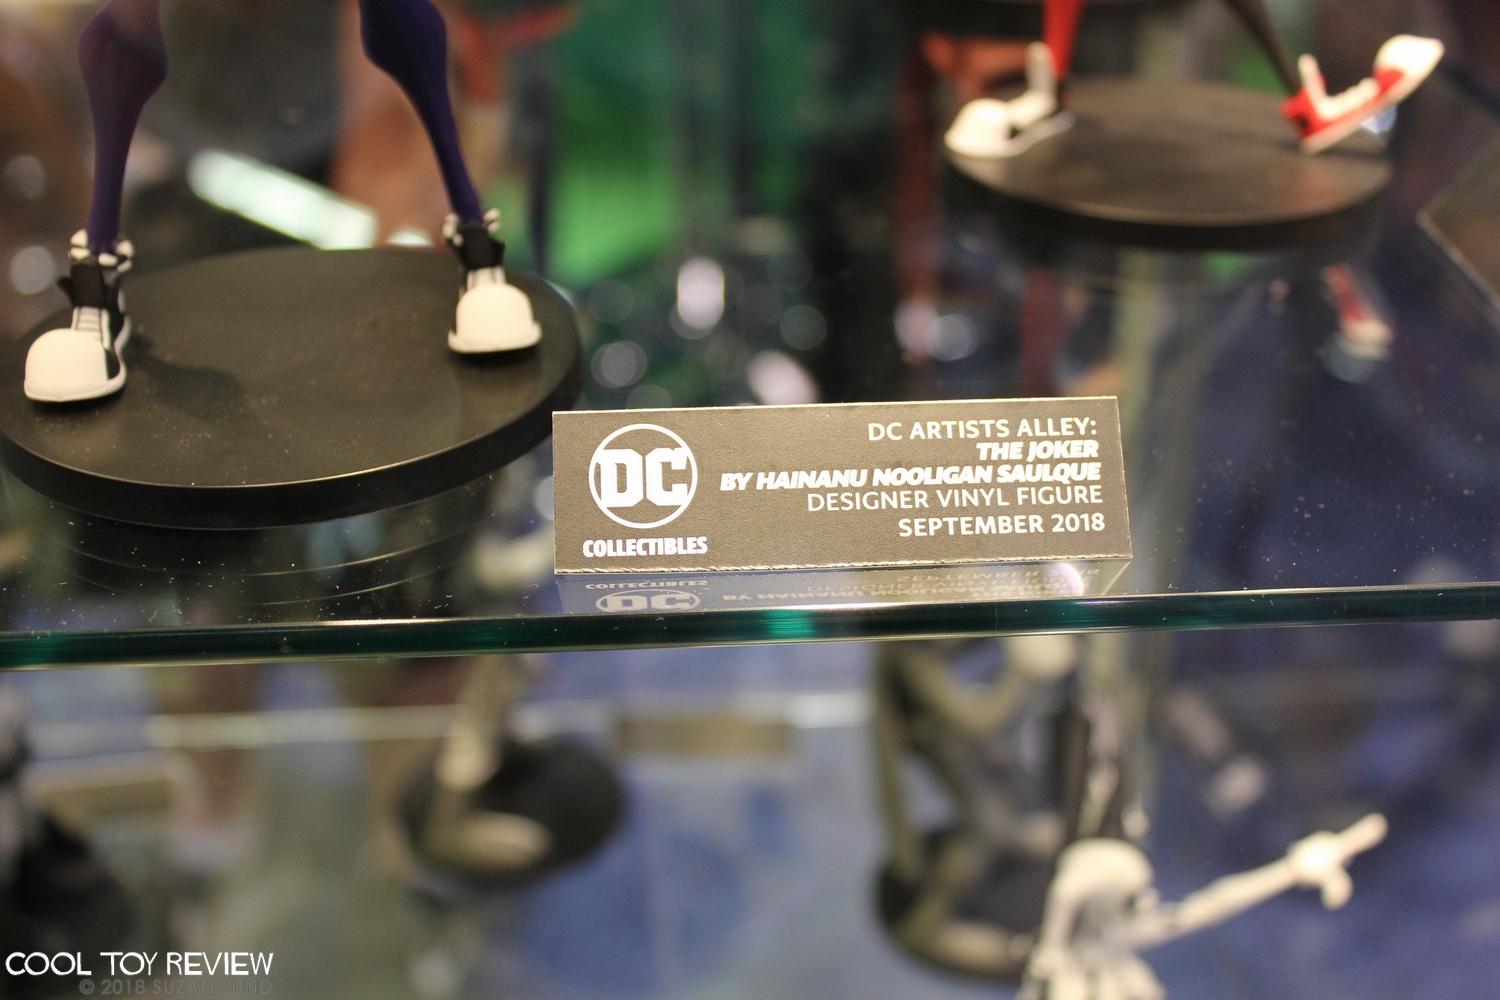 DC
COLLECTIBLES
DC ARTISTS ALLEY:
THE JOKER
BY HAINANU NOOLIGAN SAULQUE
DESIGNER VINYL FIGURE
SEPTEMBER 2018
COOL TOY REVIEW
© 2018 SUZAN LUND